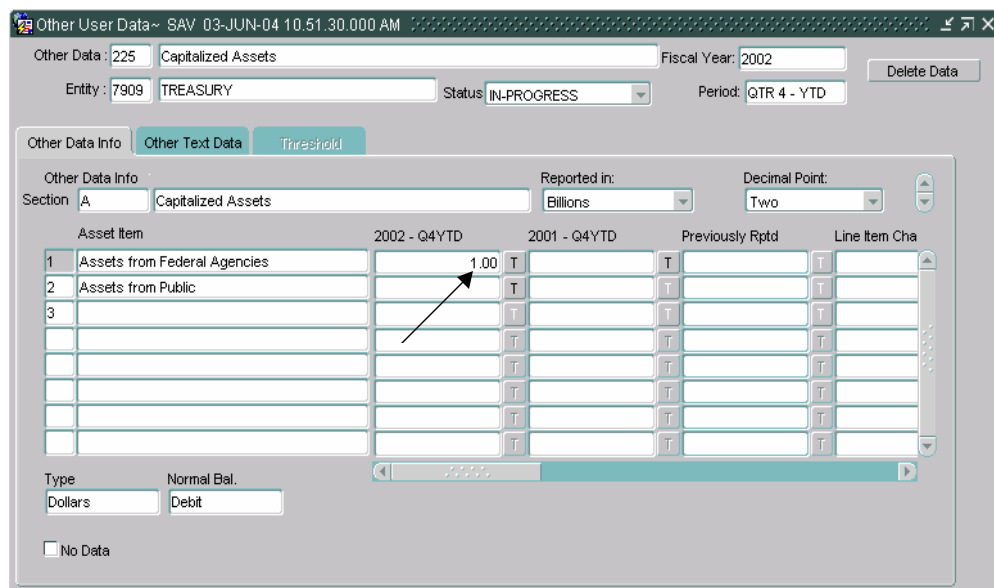 Other User Data~ SAV 03-JUN-04 10.51.30.000 AM
Other Data : 225 Capitalized Assets Fiscal Year: 2002 Delete Data
Entity : 7909 TREASURY Status IN-PROGRESS Period: QTR 4 - YTD
Other Data Info Other Text Data Threshold
Other Data Info Reported in: Decimal Point:
Section A Capitalized Assets Billions Two
Asset Item 2002 - Q4YTD 2001 - Q4YTD Previously Rptd Line Item Cha
1 Assets from Federal Agencies 1.00 T T T
2 Assets from Public T T T
3 T T T
T T T
T T T
T T T
T T T
T T T
Type Normal Bal.
Dollars Debit
No Data